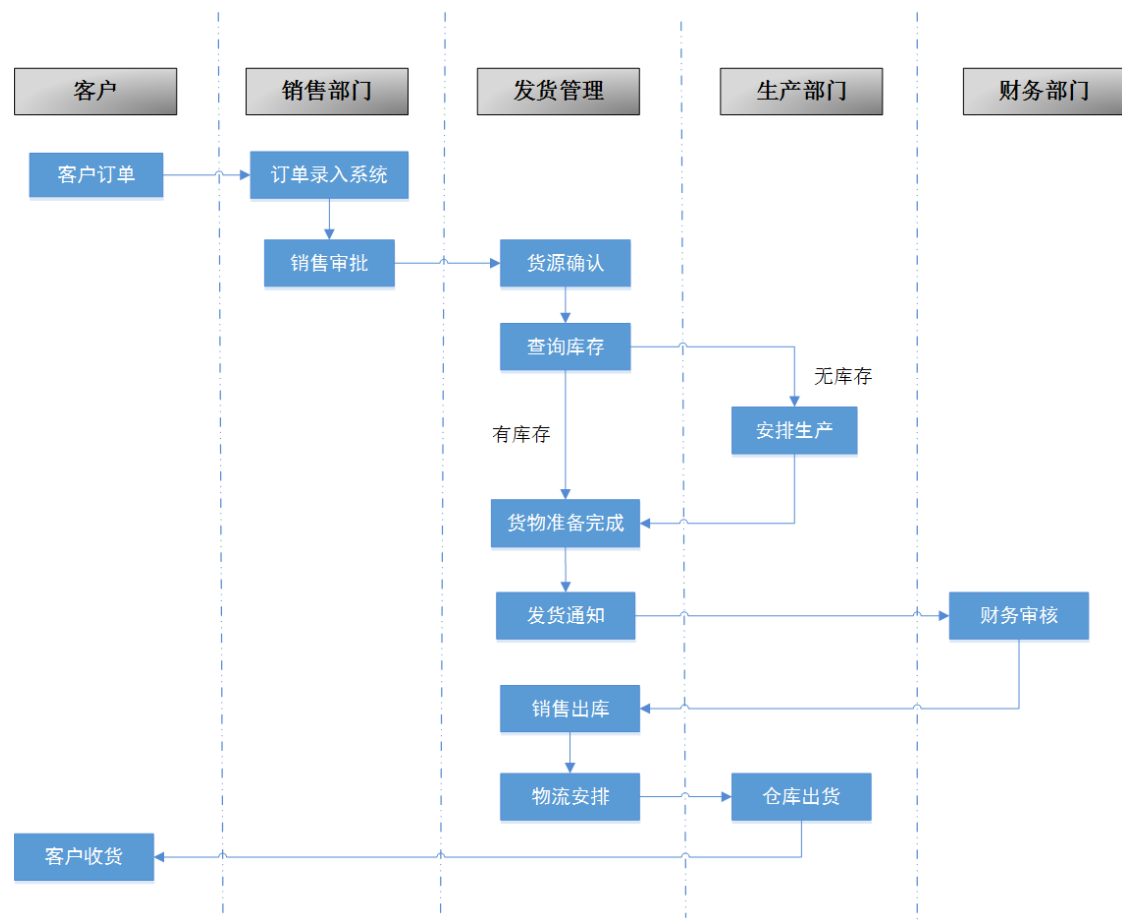 客户
销售部门
发货管理
生产部门
财务部门
客户订单
订单录入系统
销售审批
货源确认
查询库存
无库存
安排生产
有库存
货物准备完成
发货通知
财务审核
销售出库
物流安排
仓库出货
客户收货